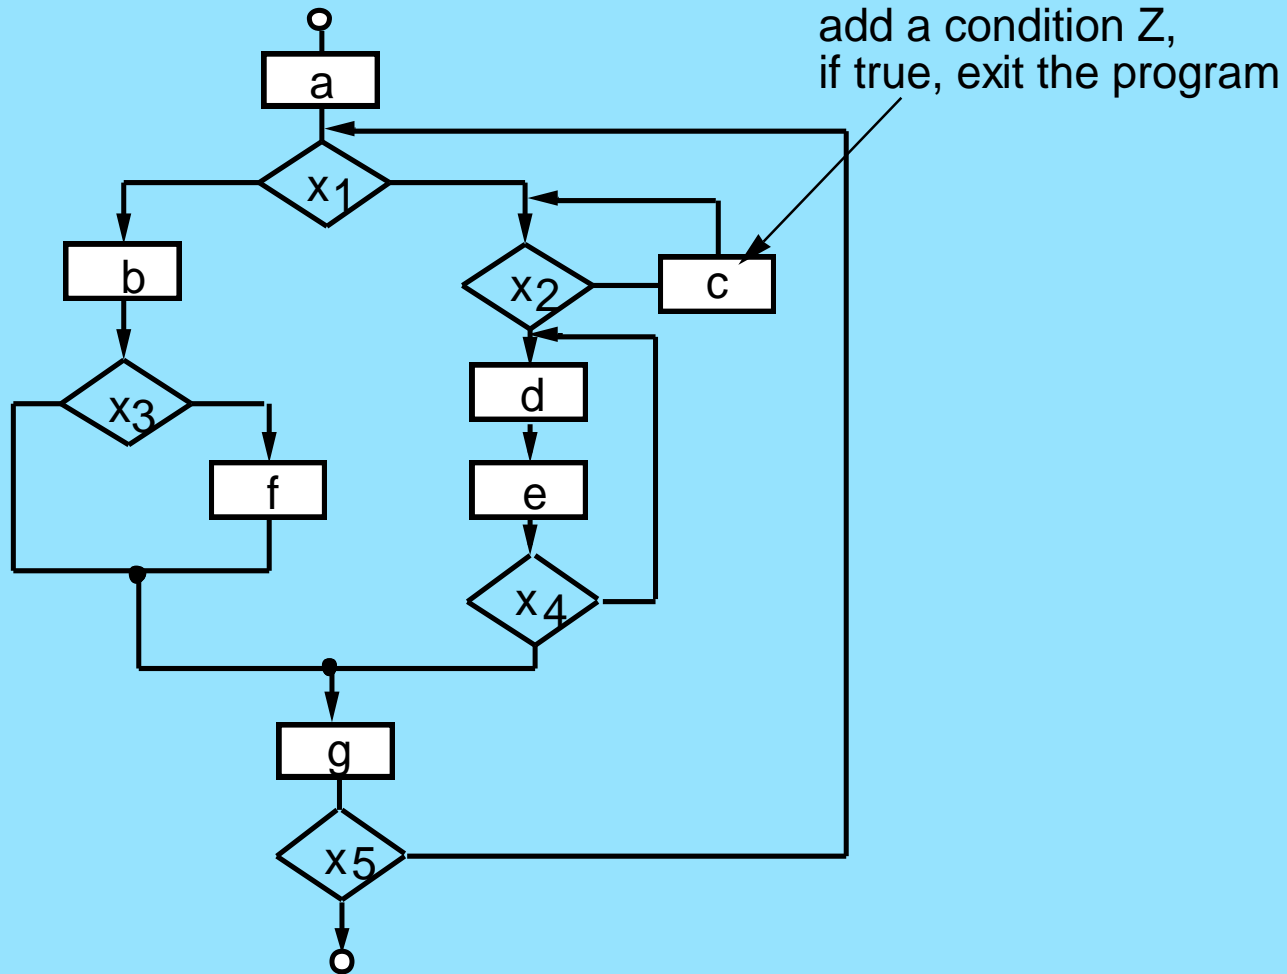 add a condition Z,
if true, exit the program
a
x1
b
x2
c
x3
d
f
e
x4
g
x5